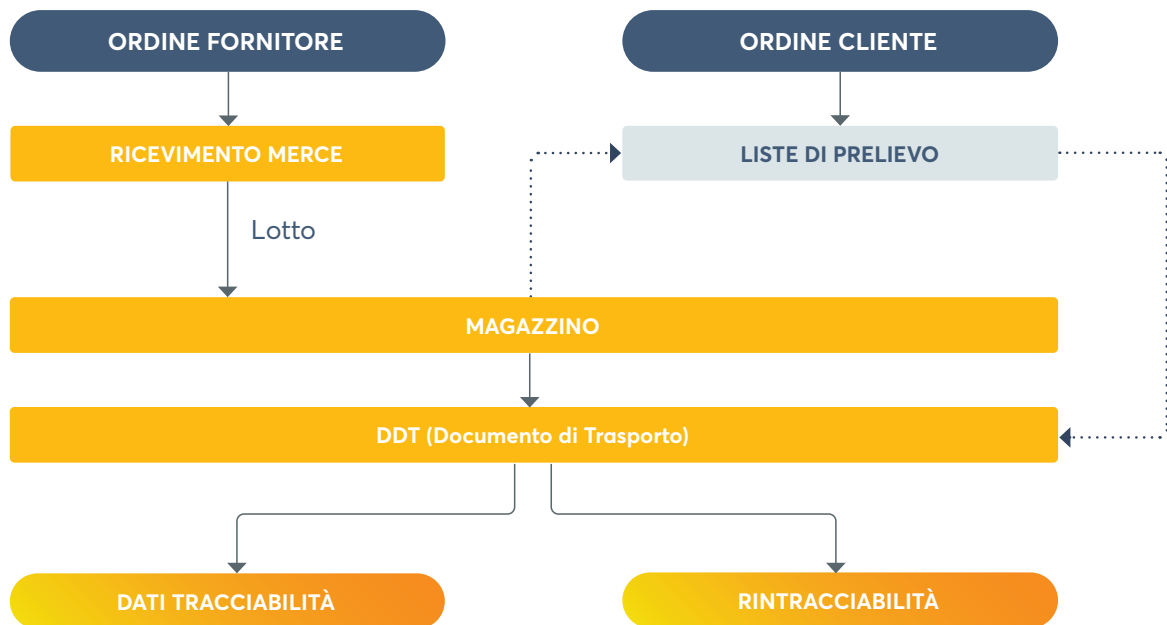 ORDINE FORNITORE
ORDINE CLIENTE
RICEVIMENTO MERCE
LISTE DI PRELIEVO
Lotto
MAGAZZINO
DDT (Documento di Trasporto)
DATI TRACCIABILITÀ
RINTRACCIABILITÀ